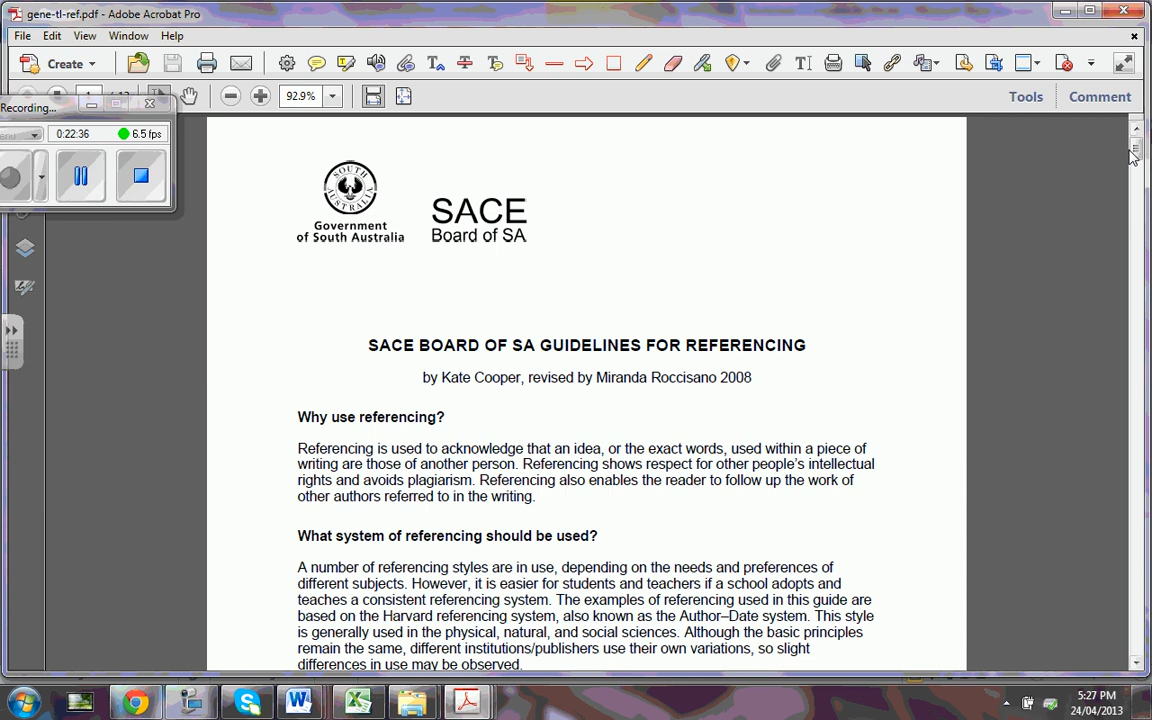 gene-tl-ref.pdf - Adobe Acrobat Pro
File Edit View Window Help
Create
1 / 13
92.9%
Tools Comment
Recording...
0:22:36 6.5 fps
SOUTH AUSTRALIA
Government
of South Australia
SACE
Board of SA
SACE BOARD OF SA GUIDELINES FOR REFERENCING
by Kate Cooper, revised by Miranda Roccisano 2008
Why use referencing?
Referencing is used to acknowledge that an idea, or the exact words, used within a piece of
writing are those of another person. Referencing shows respect for other people's intellectual
rights and avoids plagiarism. Referencing also enables the reader to follow up the work of
other authors referred to in the writing.
What system of referencing should be used?
A number of referencing styles are in use, depending on the needs and preferences of
different subjects. However, it is easier for students and teachers if a school adopts and
teaches a consistent referencing system. The examples of referencing used in this guide are
based on the Harvard referencing system, also known as the Author–Date system. This style
is generally used in the physical, natural, and social sciences. Although the basic principles
remain the same, different institutions/publishers use their own variations, so slight
differences in use may be observed.
5:27 PM
24/04/2013